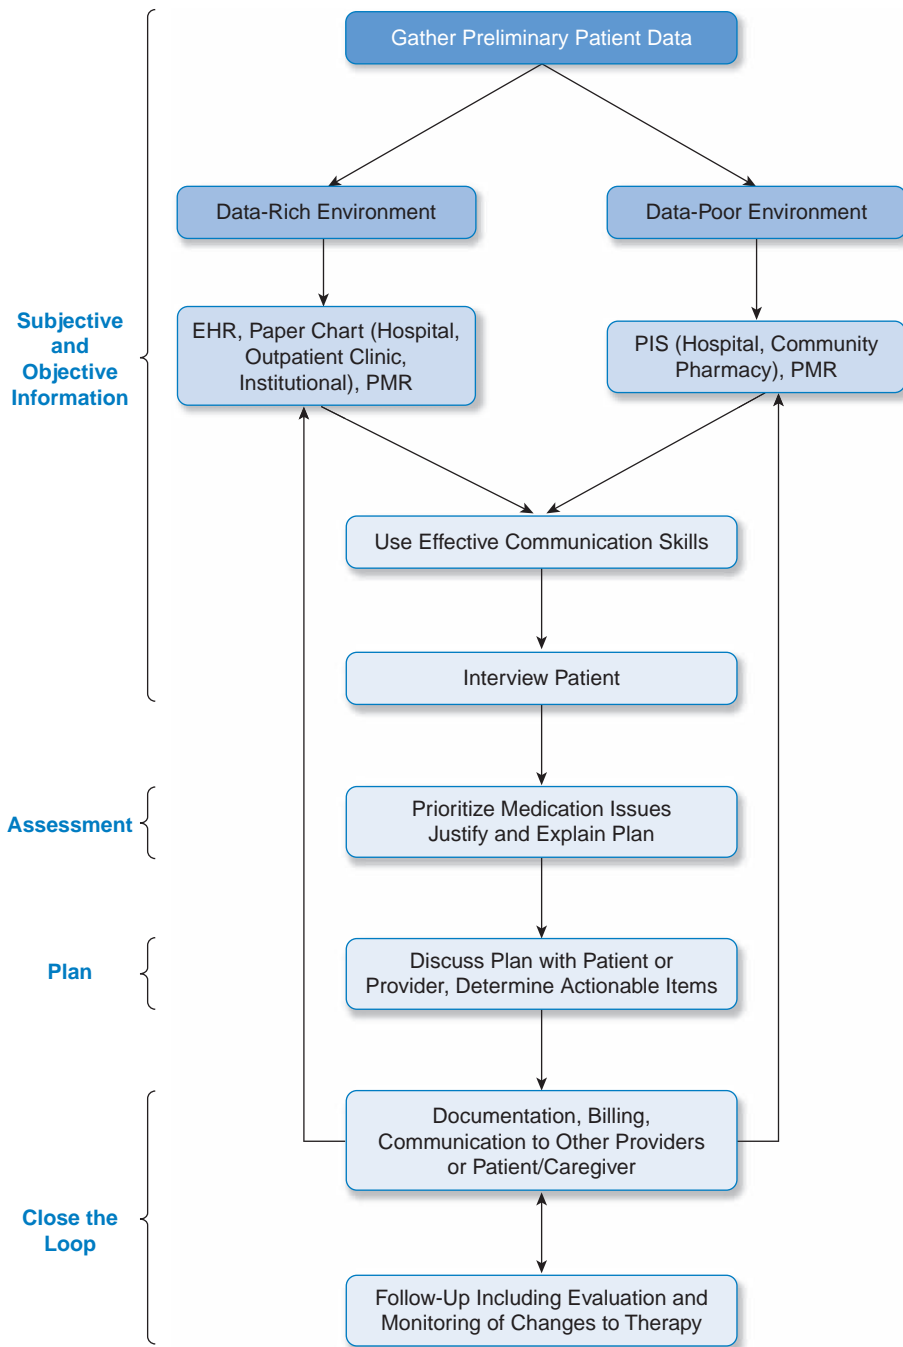 Gather Preliminary Patient Data
Data-Rich Environment
Data-Poor Environment
Subjective
and
Objective
Information
EHR, Paper Chart (Hospital,
Outpatient Clinic,
Institutional), PMR
PIS (Hospital, Community
Pharmacy), PMR
Use Effective Communication Skills
Interview Patient
Assessment
Prioritize Medication Issues
Justify and Explain Plan
Plan
Discuss Plan with Patient or
Provider, Determine Actionable Items
Close the
Loop
Documentation, Billing,
Communication to Other Providers
or Patient/Caregiver
Follow-Up Including Evaluation and
Monitoring of Changes to Therapy